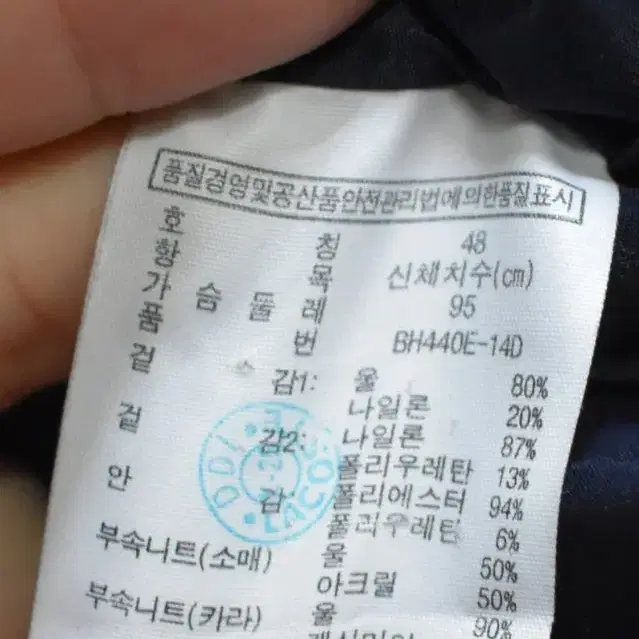 품질경영및공산품안전관리법에의한품질표시
호 칭 48
항 목 신체치수(cm)
가 슴 둘 레 95
품 번 BH440E-14D
겉 감1: 울 80%
나일론 20%
겉 감2: 나일론 87%
폴리우레탄 13%
안 감: 폴리에스터 94%
폴리우레탄 6%
부속니트(소매) 울 50%
아크릴 50%
부속니트(카라) 울 90%